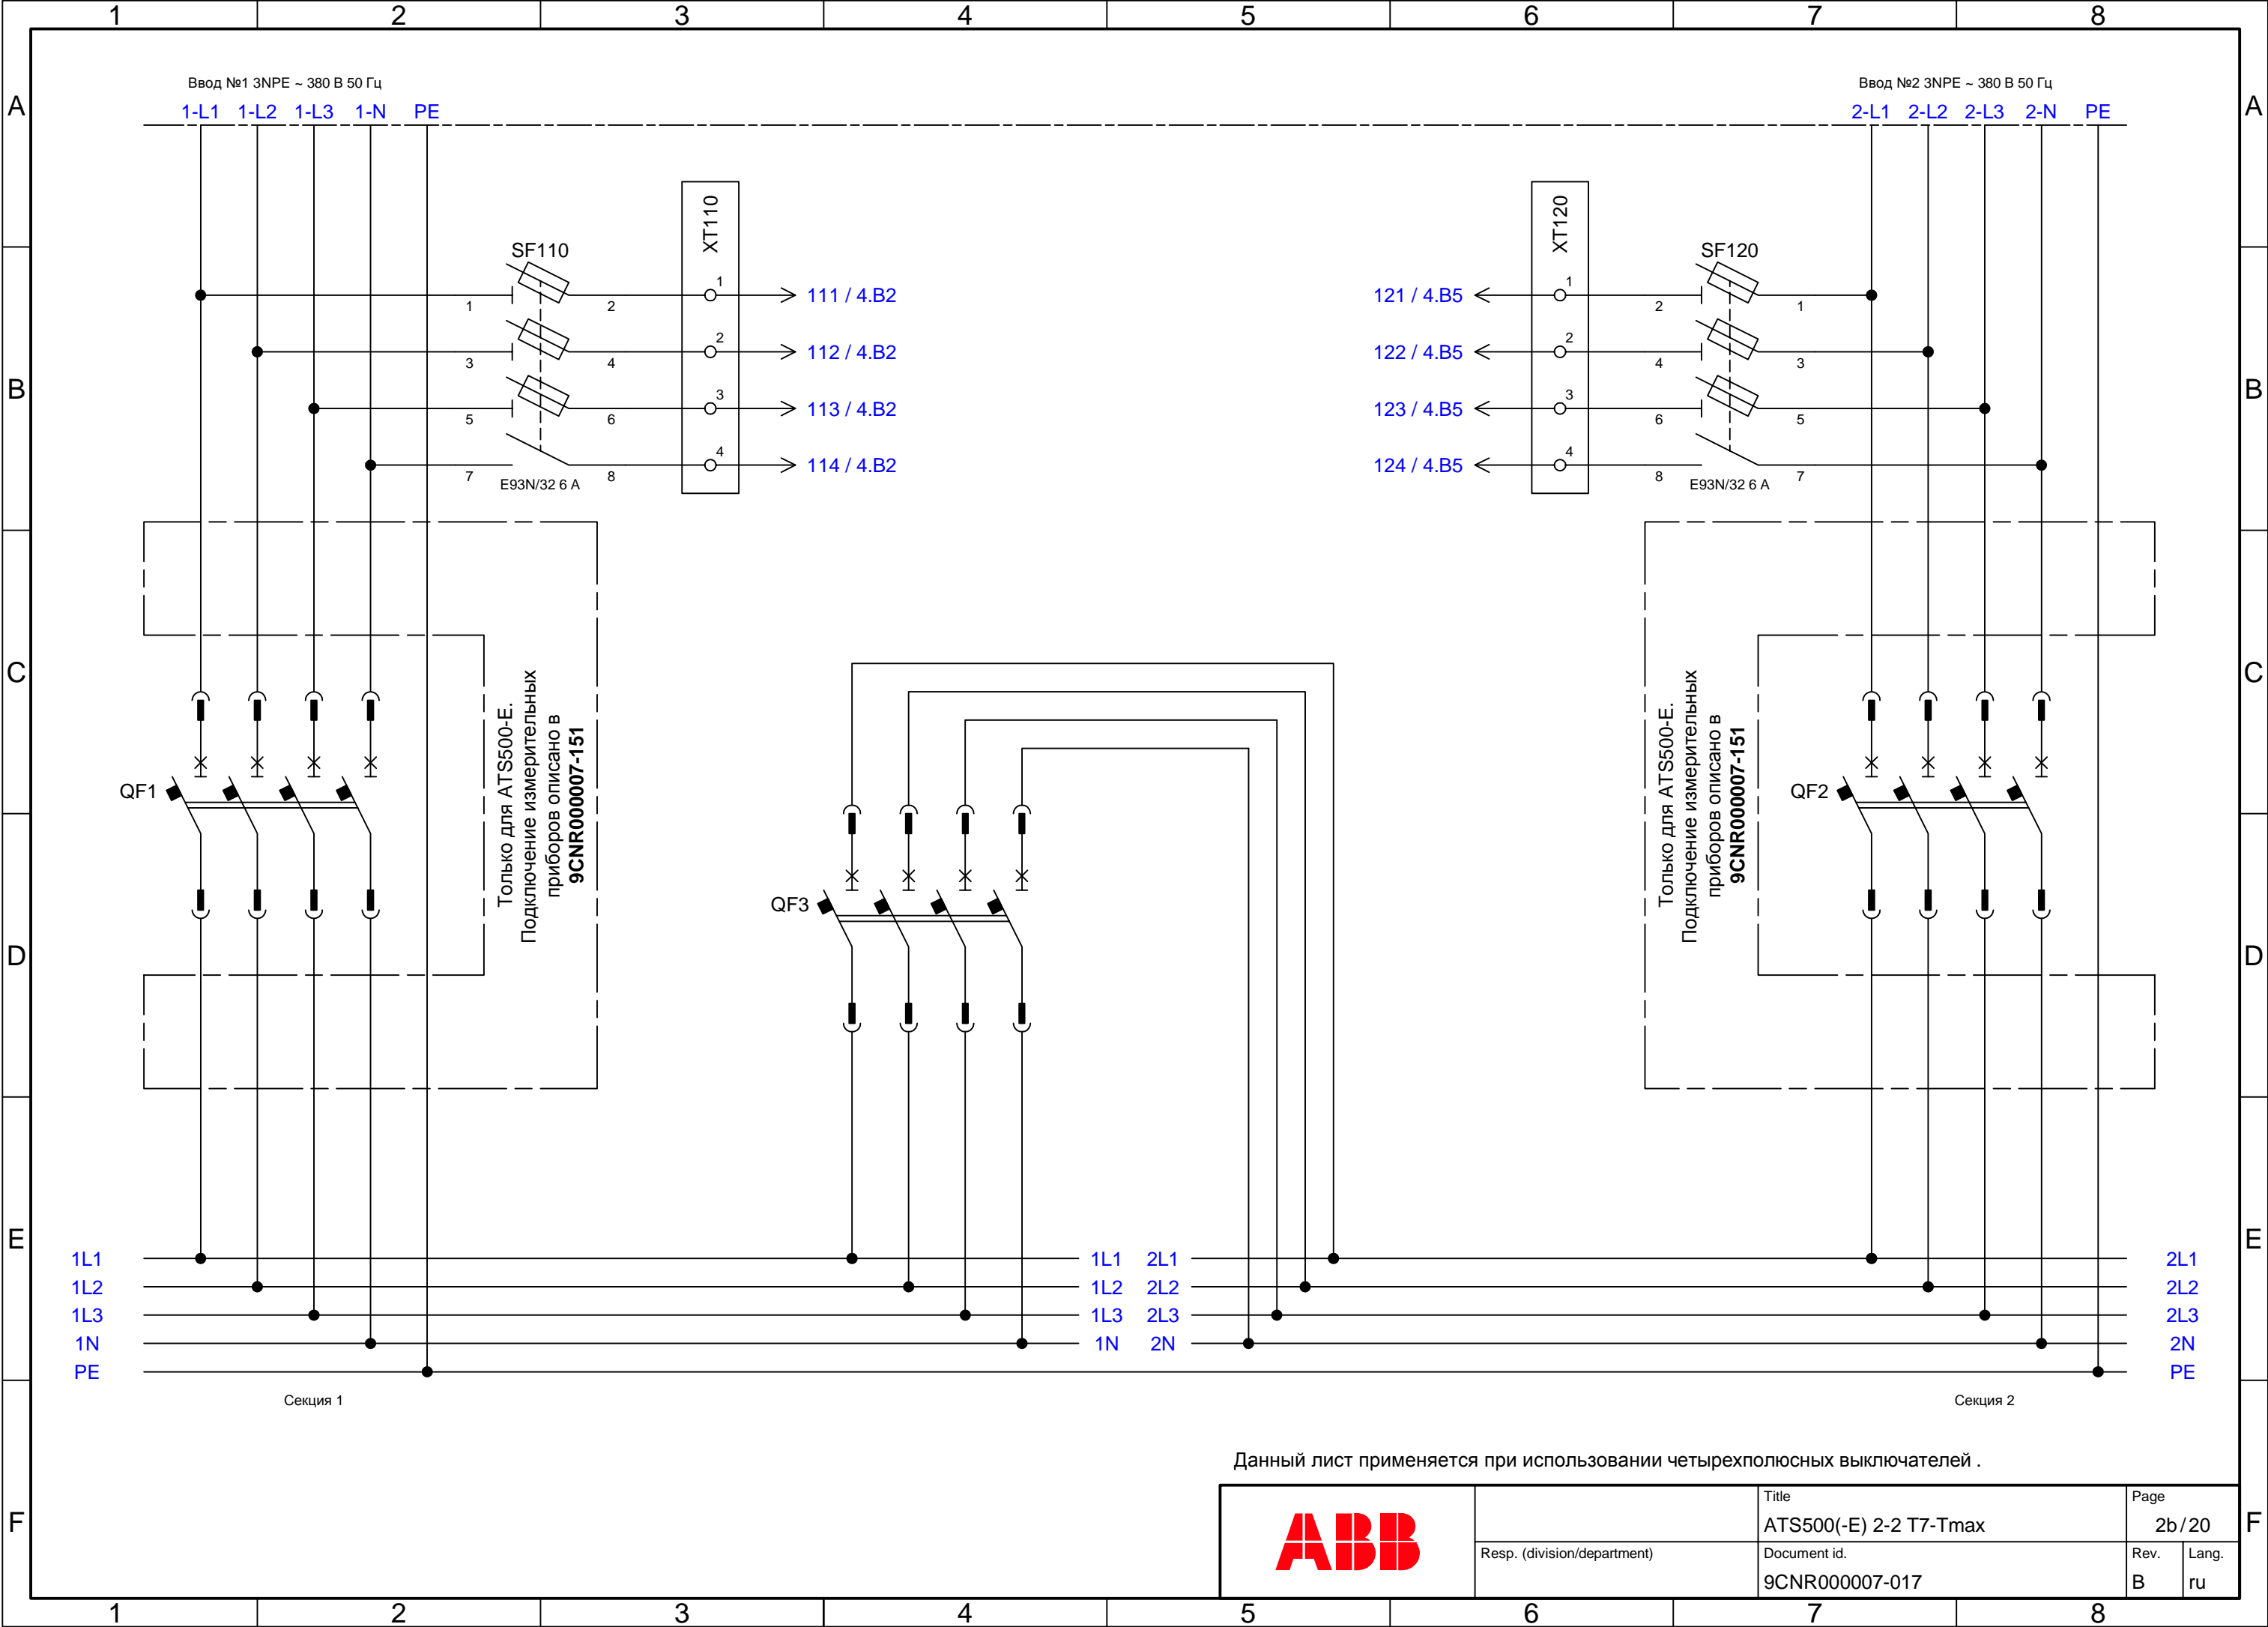 1 2 3 4 5 6 7 8
A A
Ввод №1 3NPE ~ 380 В 50 Гц
1-L1 1-L2 1-L3 1-N PE
Ввод №2 3NPE ~ 380 В 50 Гц
2-L1 2-L2 2-L3 2-N PE
B B
SF110
XT110
1 2 1 111 / 4.B2
3 4 2 112 / 4.B2
5 6 3 113 / 4.B2
7 8 4 114 / 4.B2
E93N/32 6 A
XT120
SF120
121 / 4.B5 1 2 1
122 / 4.B5 2 4 3
123 / 4.B5 3 6 5
124 / 4.B5 4 8 7
E93N/32 6 A
C C
QF1
Только для ATS500-E.
Подключение измерительных
приборов описано в
9CNR000007-151
QF3
Только для ATS500-E.
Подключение измерительных
приборов описано в
9CNR000007-151
QF2
D D
E E
1L1 1L1 2L1 2L1
1L2 1L2 2L2 2L2
1L3 1L3 2L3 2L3
1N 1N 2N 2N
PE PE
Секция 1 Секция 2
Данный лист применяется при использовании четырехполюсных выключателей .
F F
ABB
Title
ATS500(-E) 2-2 T7-Tmax
Page
2b/20
Resp. (division/department)
Document id.
9CNR000007-017
Rev.
B
Lang.
ru
1 2 3 4 5 6 7 8